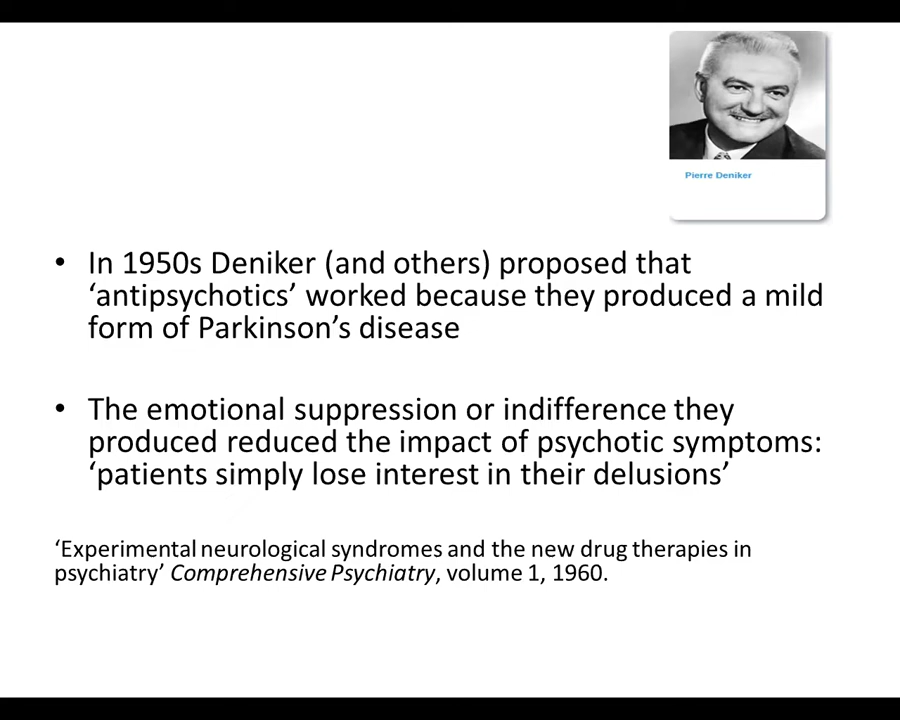 Pierre Deniker
• In 1950s Deniker (and others) proposed that
‘antipsychotics’ worked because they produced a mild
form of Parkinson’s disease
• The emotional suppression or indifference they
produced reduced the impact of psychotic symptoms:
‘patients simply lose interest in their delusions’
‘Experimental neurological syndromes and the new drug therapies in
psychiatry’ Comprehensive Psychiatry, volume 1, 1960.